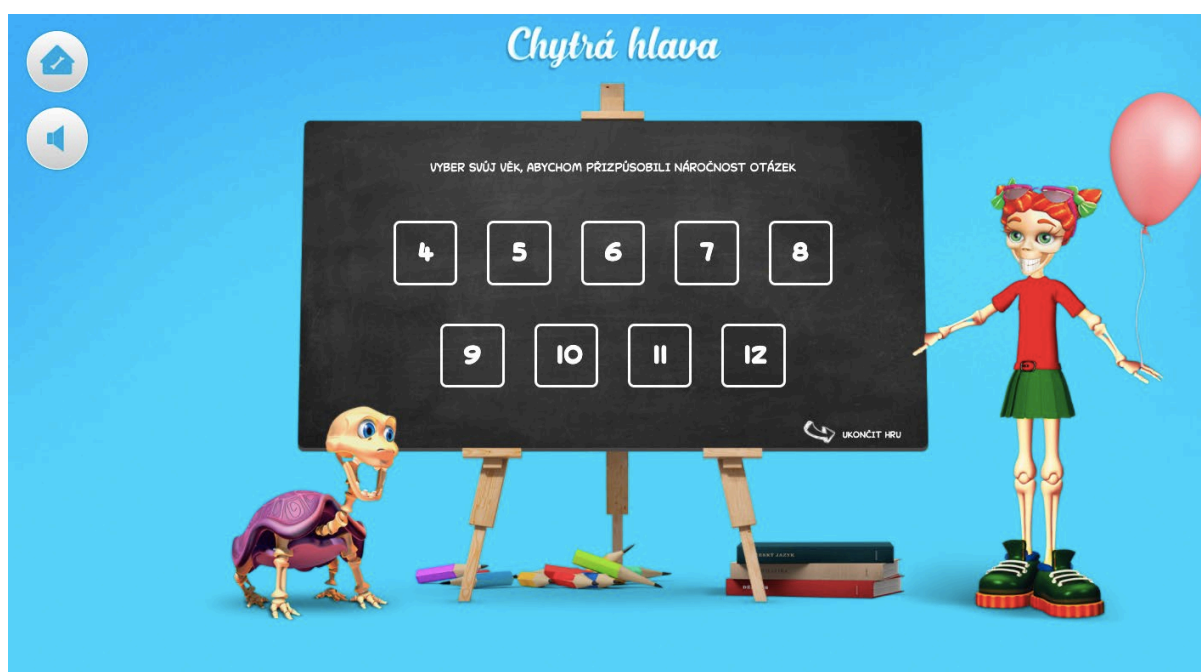 Chytrá hlava
VYBER SVŮJ VĚK, ABYCHOM PŘIZPŮSOBILI NÁROČNOST OTÁZEK
4 5 6 7 8
9 10 11 12
UKONČIT HRU
JAZYK